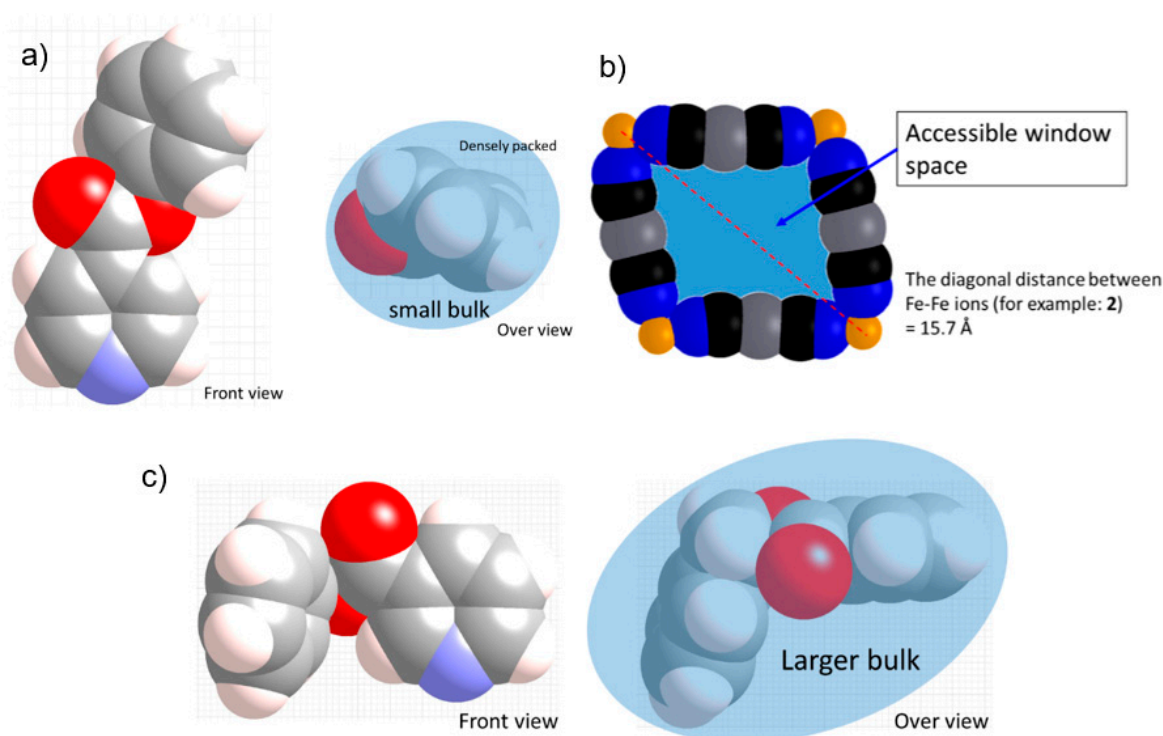 a)
Front view
Densely packed
small bulk
Over view
b)
Accessible window
space
The diagonal distance between
Fe-Fe ions (for example: 2)
= 15.7 Å
c)
Front view
Larger bulk
Over view